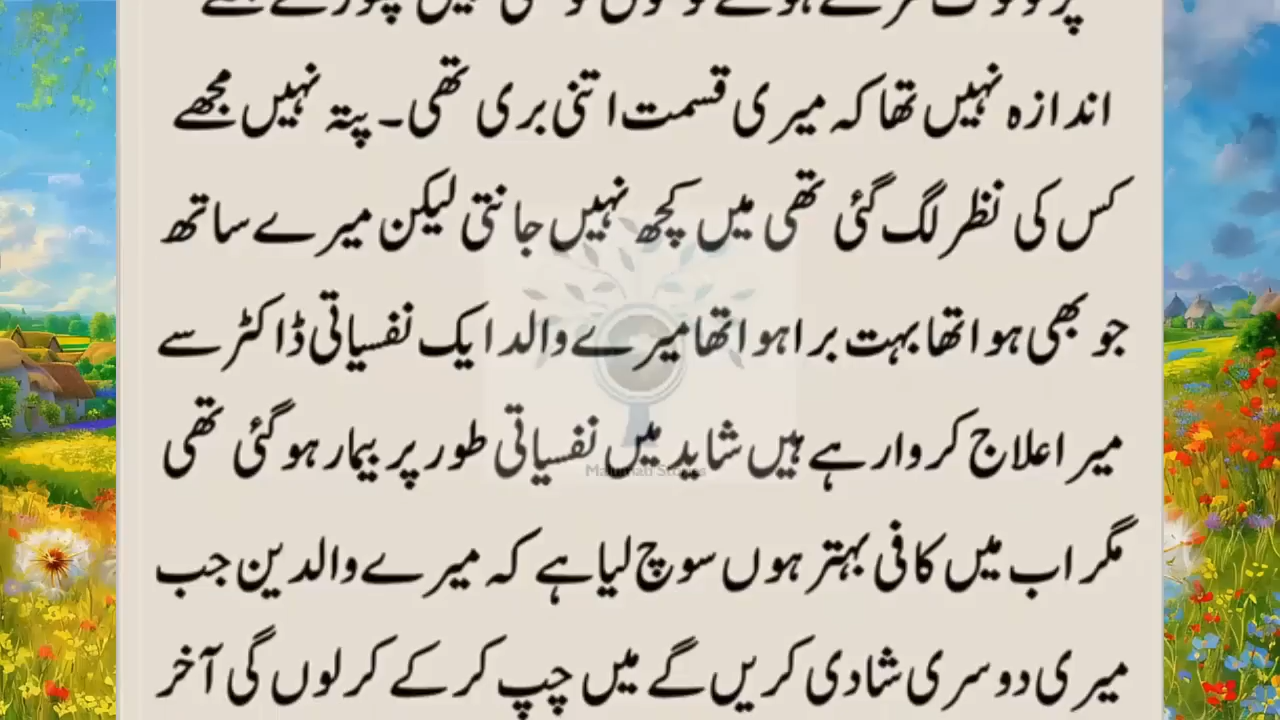 اندازہ نہیں تھا کہ میری قسمت اتنی بری تھی۔ پتہ نہیں مجھے
کس کی نظر لگ گئی تھی میں کچھ نہیں جانتی لیکن میرے ساتھ
جو بھی ہوا تھا بہت برا ہوا تھا میرے والد ایک نفسیاتی ڈاکٹر سے
میرا علاج کروا رہے ہیں شاید میں نفسیاتی طور پر بیمار ہو گئی تھی
مگر اب میں کافی بہتر ہوں سوچ لیا ہے کہ میرے والدین جب
میری دوسری شادی کریں گے میں چپ کر کے کر لوں گی آخر